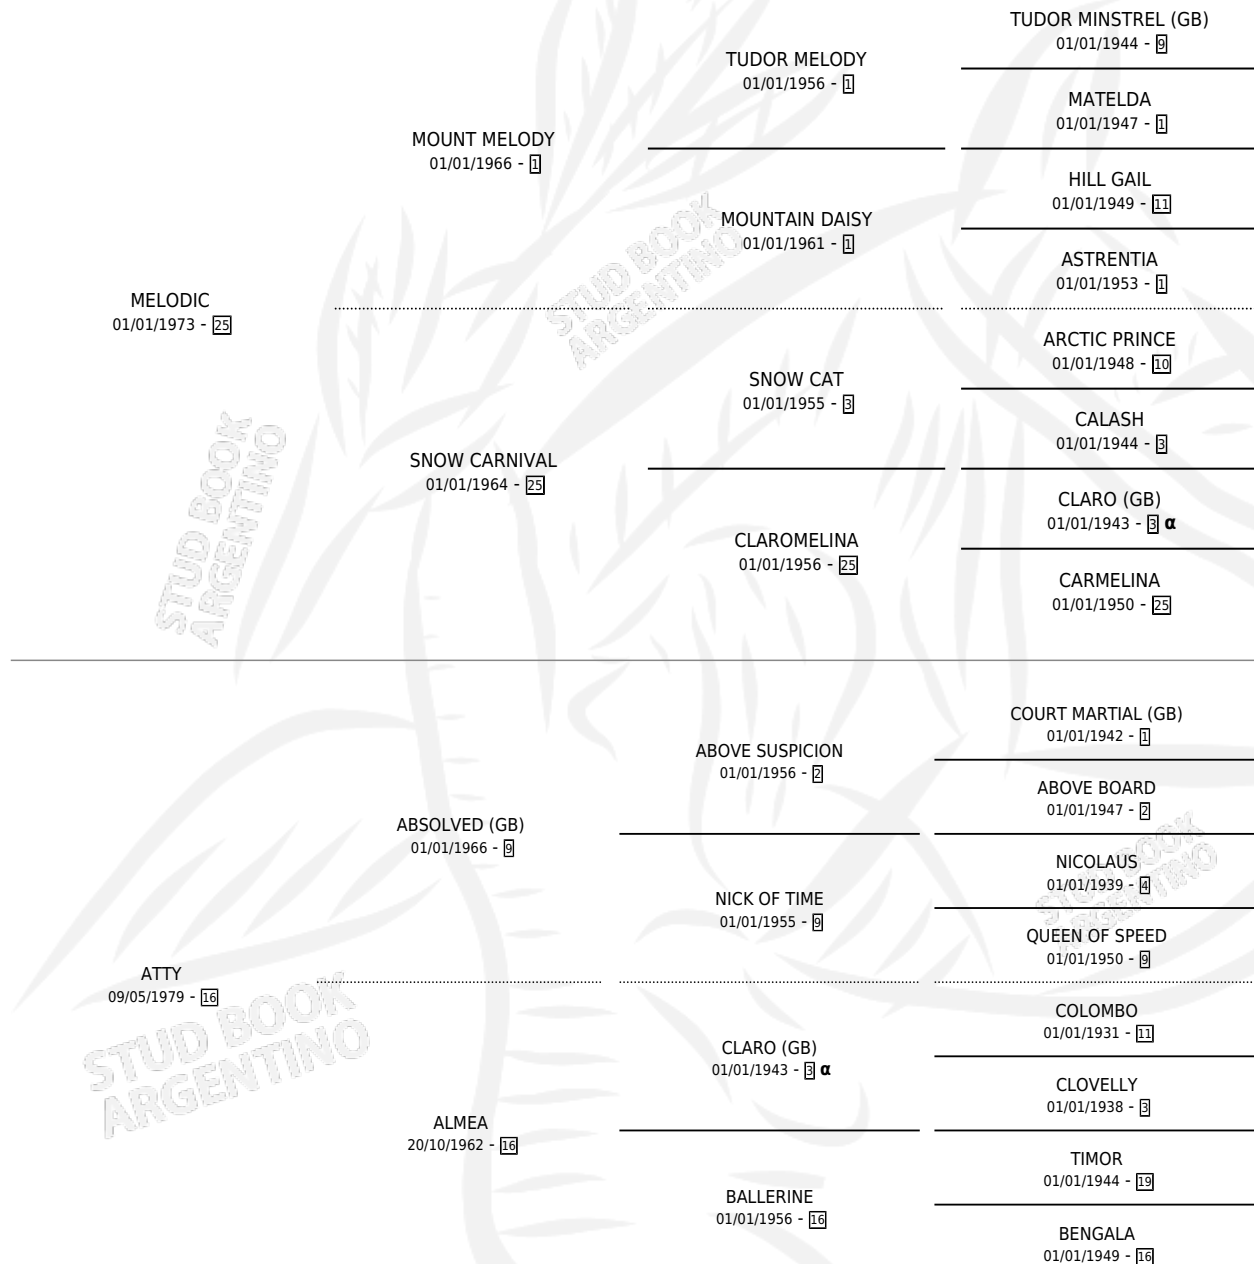 TUDOR MINSTREL (GB)
01/01/1944 - 9
TUDOR MELODY
01/01/1956 - 1
MATELDA
01/01/1947 - 1
MOUNT MELODY
01/01/1966 - 1
HILL GAIL
01/01/1949 - 11
MOUNTAIN DAISY
01/01/1961 - 1
ASTRENTIA
01/01/1953 - 1
MELODIC
01/01/1973 - 25
ARCTIC PRINCE
01/01/1948 - 10
SNOW CAT
01/01/1955 - 3
CALASH
01/01/1944 - 3
SNOW CARNIVAL
01/01/1964 - 25
CLARO (GB)
01/01/1943 - 3 α
CLAROMELINA
01/01/1956 - 25
CARMELINA
01/01/1950 - 25
COURT MARTIAL (GB)
01/01/1942 - 1
ABOVE SUSPICION
01/01/1956 - 2
ABOVE BOARD
01/01/1947 - 2
ABSOLVED (GB)
01/01/1966 - 9
NICOLAUS
01/01/1939 - 4
NICK OF TIME
01/01/1955 - 9
QUEEN OF SPEED
01/01/1950 - 9
ATTY
09/05/1979 - 16
COLOMBO
01/01/1931 - 11
CLARO (GB)
01/01/1943 - 3 α
CLOVELLY
01/01/1938 - 3
ALMEA
20/10/1962 - 16
TIMOR
01/01/1944 - 19
BALLERINE
01/01/1956 - 16
BENGALA
01/01/1949 - 16
STUD BOOK
ARGENTINO
STUD BOOK
ARGENTINO
STUD BOOK
ARGENTINO
STUD BOOK
ARGENTINO